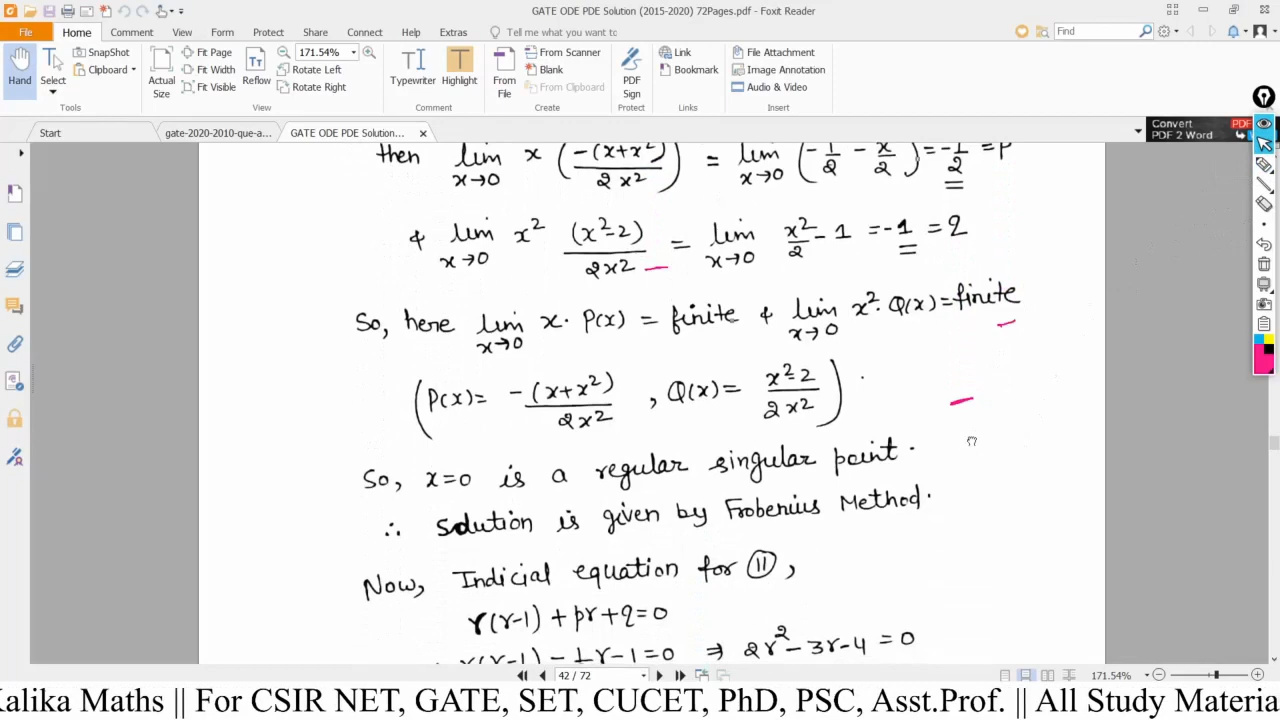 GATE ODE PDE Solution (2015-2020) 72Pages.pdf - Foxit Reader
File Home Comment View Form Protect Share Connect Help Extras Tell me what you want to Find
SnapShot Fit Page 171.54% From Scanner Link File Attachment
Clipboard Fit Width Rotate Left Blank Bookmark Image Annotation
Fit Visible Rotate Right From Clipboard Audio & Video
Hand Select Actual Size Reflow Typewriter Highlight From File PDF Sign
Tools View Comment Create Protect Links Insert
Start gate-2020-2010-que-a... GATE ODE PDE Solution...
Convert PDF
PDF 2 Word
then lim x→0 x (-(x+x²)/2x²) = lim x→0 (-1/2 - x/2) = -1/2 = p
& lim x→0 x² (x²-2)/2x² = lim x→0 x²/2 - 1 = -1 = q
So, here lim x→0 x. P(x) = finite & lim x→0 x². Q(x) = finite
(P(x) = -(x+x²)/2x² , Q(x) = x²-2/2x²)
So, x=0 is a regular singular point.
∴ solution is given by Frobenius Method.
Now, Indicial equation for (11),
r(r-1) + pr + q = 0
r(r-1) - 1r - 1 = 0 ⇒ 2r² - 3r - 4 = 0
42 / 72 171.54%
Kalika Maths || For CSIR NET, GATE, SET, CUCET, PhD, PSC, Asst.Prof. || All Study Materia